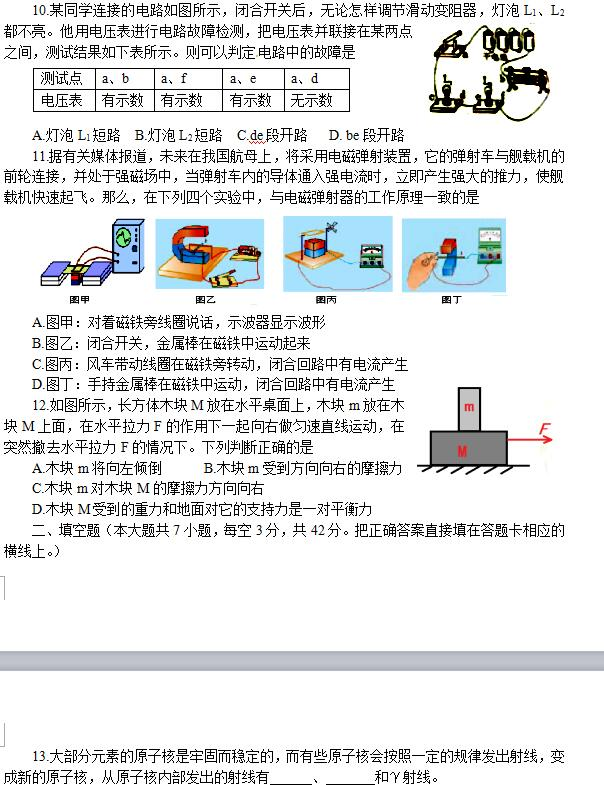 10.某同学连接的电路如图所示，闭合开关后，无论怎样调节滑动变阻器，灯泡 L1、L2
都不亮。他用电压表进行电路故障检测，把电压表并联接在某两点
之间，测试结果如下表所示。则可以判定电路中的故障是
测试点 a、b a、f a、e a、d
电压表 有示数 有示数 有示数 无示数
A.灯泡 L1 短路 B.灯泡 L2 短路 C.de 段开路 D. be 段开路
11.据有关媒体报道，未来在我国航母上，将采用电磁弹射装置，它的弹射车与舰载机的
前轮连接，并处于强磁场中，当弹射车内的导体通入强电流时，立即产生强大的推力，使舰
载机快速起飞。那么，在下列四个实验中，与电磁弹射器的工作原理一致的是
图甲 图乙 图丙 图丁
A.图甲：对着磁铁旁线圈说话，示波器显示波形
B.图乙：闭合开关，金属棒在磁铁中运动起来
C.图丙：风车带动线圈在磁铁旁转动，闭合回路中有电流产生
D.图丁：手持金属棒在磁铁中运动，闭合回路中有电流产生
12.如图所示，长方体木块 M 放在水平桌面上，木块 m 放在木
块 M 上面，在水平拉力 F 的作用下一起向右做匀速直线运动，在
突然撤去水平拉力 F 的情况下。下列判断正确的是
A.木块 m 将向左倾倒 B.木块 m 受到方向向右的摩擦力
C.木块 m 对木块 M 的摩擦力方向向右
D.木块 M 受到的重力和地面对它的支持力是一对平衡力
m
F
M
二、填空题（本大题共 7 小题，每空 3 分，共 42 分。把正确答案直接填在答题卡相应的
横线上。）
13.大部分元素的原子核是牢固而稳定的，而有些原子核会按照一定的规律发出射线，变
成新的原子核，从原子核内部发出的射线有______、_______和γ射线。